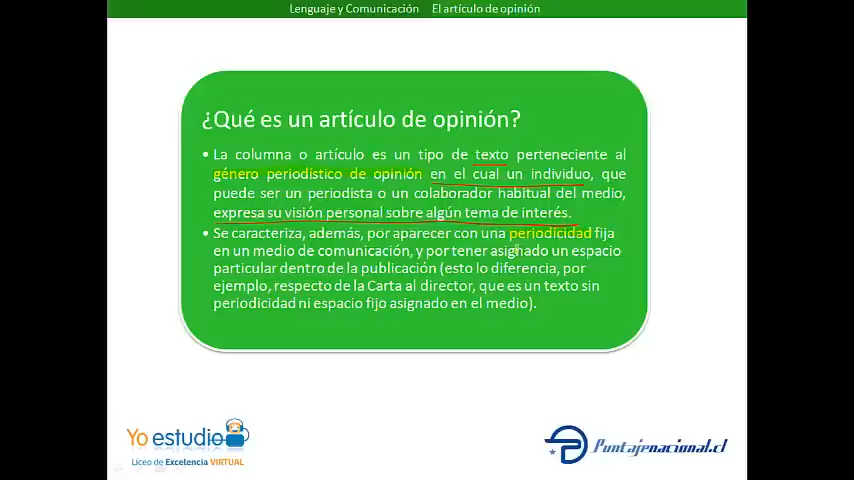 Lenguaje y Comunicación El artículo de opinión
¿Qué es un artículo de opinión?
• La columna o artículo es un tipo de texto perteneciente al
género periodístico de opinión en el cual un individuo, que
puede ser un periodista o un colaborador habitual del medio,
expresa su visión personal sobre algún tema de interés.
• Se caracteriza, además, por aparecer con una periodicidad fija
en un medio de comunicación, y por tener asignado un espacio
particular dentro de la publicación (esto lo diferencia, por
ejemplo, respecto de la Carta al director, que es un texto sin
periodicidad ni espacio fijo asignado en el medio).
Yo estudio
Liceo de Excelencia VIRTUAL
Puntajenacional.cl